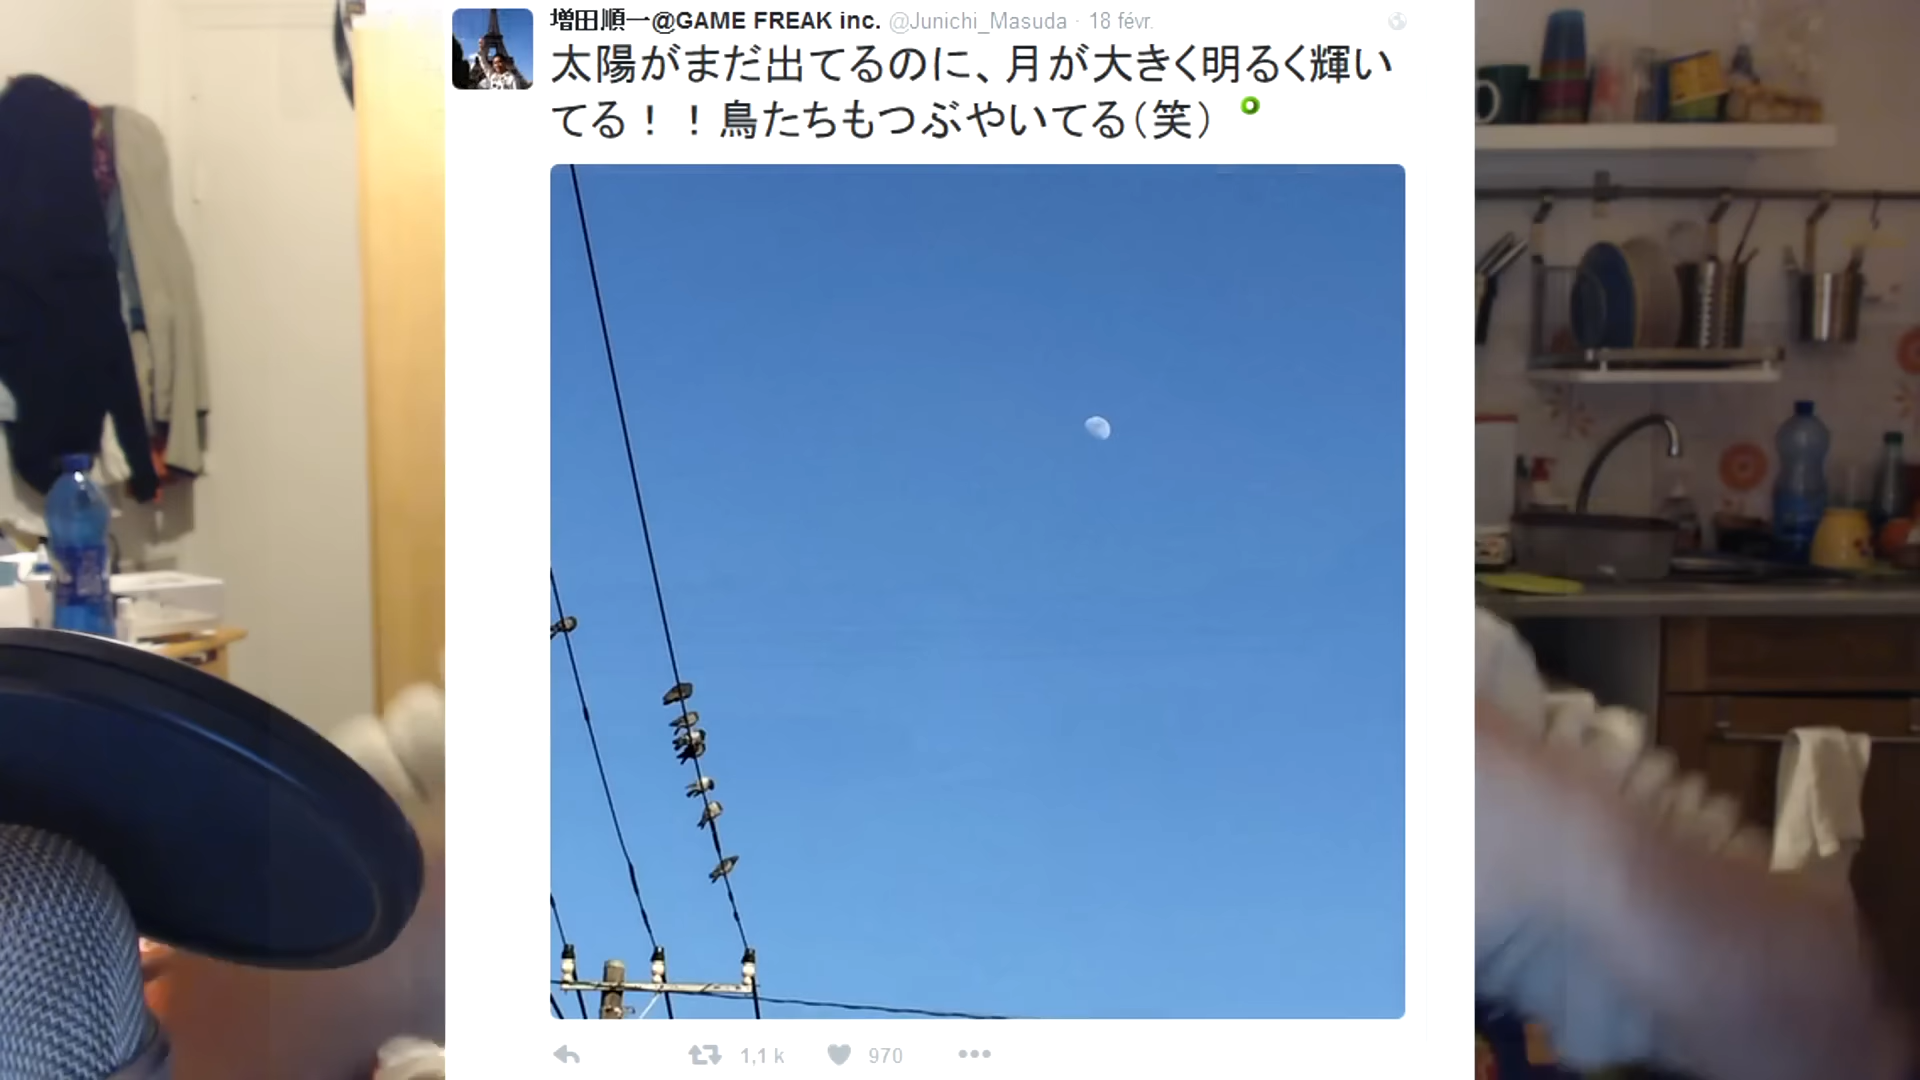 増田順一@GAME FREAK inc. @Junichi_Masuda · 18 févr.
太陽がまだ出てるのに、月が大きく明るく輝い
てる！！鳥たちもつぶやいてる（笑）
1,1 k 970